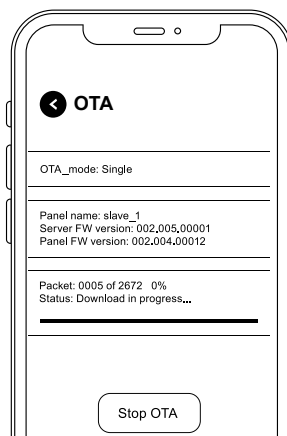 OTA
OTA_mode: Single
Panel name: slave_1
Server FW version: 002.005.00001
Panel FW version: 002.004.00012
Packet: 0005 of 2672 0%
Status: Download in progress...
Stop OTA